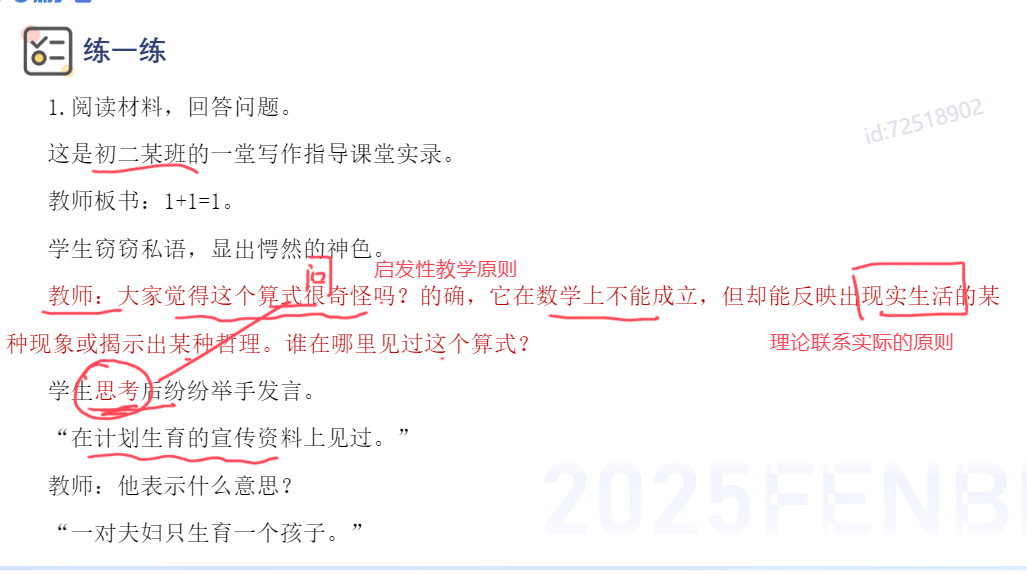 练一练
id:72518902
1.阅读材料，回答问题。
这是初二某班的一堂写作指导课堂实录。
教师板书：1+1=1。
学生窃窃私语，显出愕然的神色。
问
启发性教学原则
教师：大家觉得这个算式很奇怪吗？的确，它在数学上不能成立，但却能反映出现实生活的某
种现象或揭示出某种哲理。谁在哪里见过这个算式？
理论联系实际的原则
学生思考后纷纷举手发言。
“在计划生育的宣传资料上见过。”
教师：他表示什么意思？
“一对夫妇只生育一个孩子。”
2025FENB